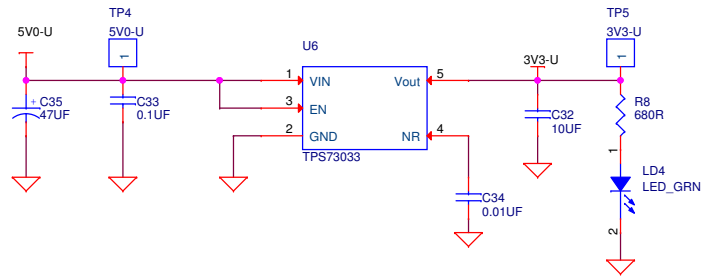 TP4
5V0-U
5V0-U
1
U6
TP5
3V3-U
3V3-U
1
1 VIN
Vout 5
3 EN
2 GND
NR 4
TPS73033
+ C35
47UF
C33
0.1UF
C32
10UF
R8
680R
C34
0.01UF
1
LD4
LED_GRN
2